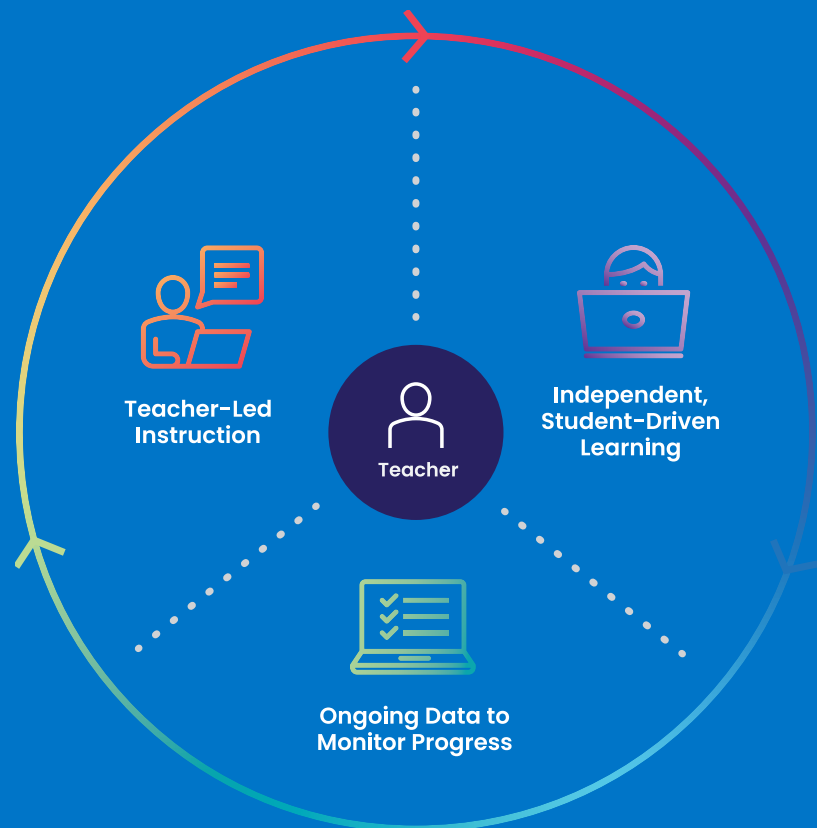 Teacher-Led
Instruction
Independent,
Student-Driven
Learning
Teacher
Ongoing Data to
Monitor Progress